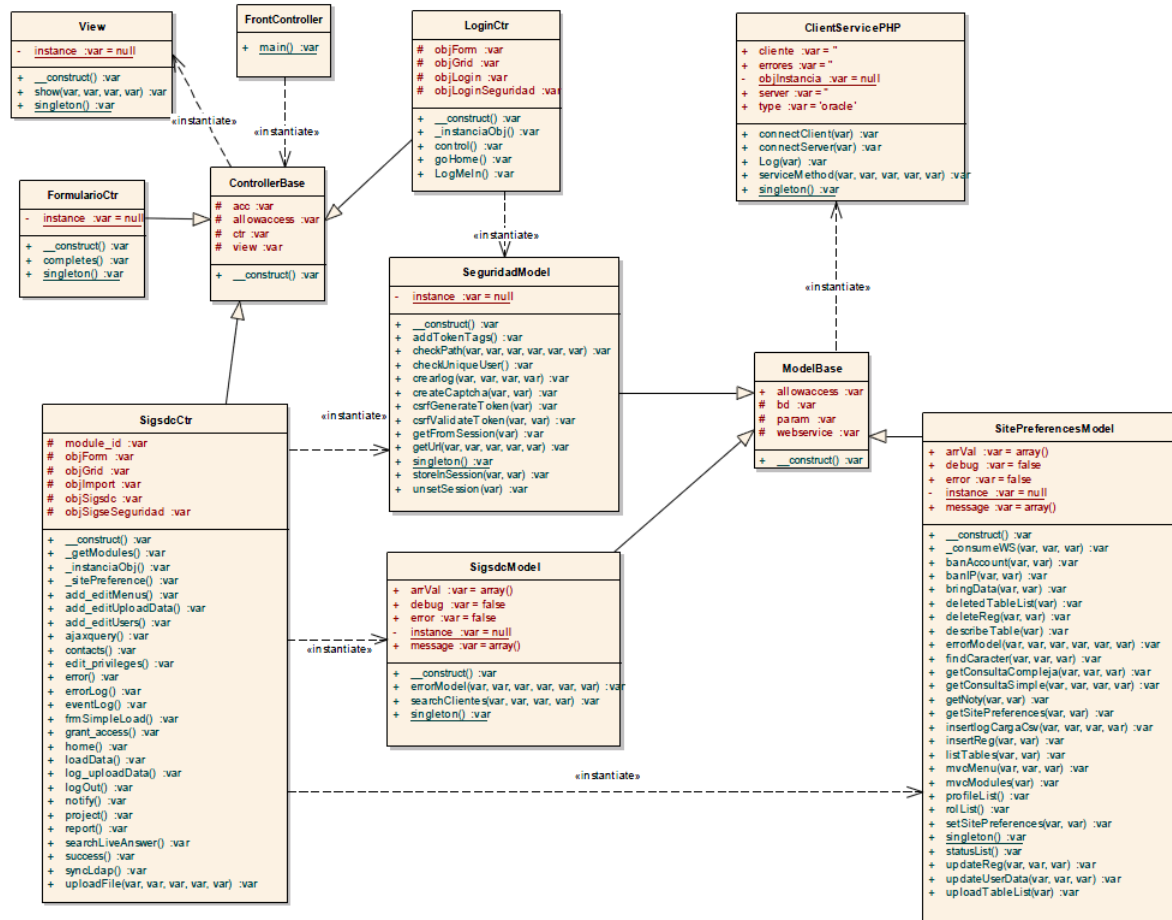 View
- instance :var = null
+ __construct() :var
+ show(var, var, var, var) :var
+ singleton() :var
FrontController
+ main() :var
LoginCtr
# objForm :var
# objGrid :var
# objLogin :var
# objLoginSeguridad :var
+ __construct() :var
+ _instanciaObj() :var
+ control() :var
+ goHome() :var
+ LogMeIn() :var
ClientServicePHP
+ cliente :var = ''
+ errores :var = ''
- objInstancia :var = null
+ server :var = ''
+ type :var = 'oracle'
+ connectClient(var) :var
+ connectServer(var) :var
+ Log(var) :var
+ serviceMethod(var, var, var, var, var) :var
+ singleton() :var
«instantiate»
«instantiate»
FormularioCtr
- instance :var = null
+ __construct() :var
+ completes() :var
+ singleton() :var
ControllerBase
# acc :var
# allowaccess :var
# ctr :var
# view :var
+ __construct() :var
«instantiate»
«instantiate»
SeguridadModel
- instance :var = null
+ __construct() :var
+ addTokenTags() :var
+ checkPath(var, var, var, var, var, var) :var
+ checkUniqueUser() :var
+ crearlog(var, var, var, var) :var
+ createCaptcha(var, var) :var
+ csrfGenerateToken(var) :var
+ csrfValidateToken(var, var) :var
+ getFromSession(var) :var
+ getUrl(var, var, var, var, var) :var
+ singleton() :var
+ storeInSession(var, var) :var
+ unsetSession(var) :var
ModelBase
+ allowaccess :var
# bd :var
# param :var
# webservice :var
+ __construct() :var
SigsdcCtr
# module_id :var
# objForm :var
# objGrid :var
# objImport :var
# objSigsdc :var
# objSigseSeguridad :var
+ __construct() :var
+ _getModules() :var
+ _instanciaObj() :var
+ _sitePreference() :var
+ add_editMenus() :var
+ add_editUploadData() :var
+ add_editUsers() :var
+ ajaxquery() :var
+ contacts() :var
+ edit_privileges() :var
+ error() :var
+ errorLog() :var
+ eventLog() :var
+ frmSimpleLoad() :var
+ grant_access() :var
+ home() :var
+ loadData() :var
+ log_uploadData() :var
+ logOut() :var
+ notify() :var
+ project() :var
+ report() :var
+ searchLiveAnswer() :var
+ success() :var
+ syncLdap() :var
+ uploadFile(var, var, var, var, var) :var
«instantiate»
«instantiate»
«instantiate»
SigsdcModel
+ arrVal :var = array()
+ debug :var = false
+ error :var = false
- instance :var = null
+ message :var = array()
+ __construct() :var
+ errorModel(var, var, var, var, var, var) :var
+ searchClientes(var, var, var, var) :var
+ singleton() :var
SitePreferencesModel
+ arrVal :var = array()
+ debug :var = false
+ error :var = false
- instance :var = null
+ message :var = array()
+ __construct() :var
+ _consumeWS(var, var, var) :var
+ banAccount(var, var) :var
+ banIP(var, var) :var
+ bringData(var, var) :var
+ deletedTableList(var) :var
+ deleteReg(var, var) :var
+ describeTable(var) :var
+ errorModel(var, var, var, var, var, var) :var
+ findCaracter(var, var) :var
+ getConsultaCompleja(var, var) :var
+ getConsultaSimple(var, var, var, var) :var
+ getNoty(var, var) :var
+ getSitePreferences(var, var) :var
+ insertlogCargaCsv(var, var, var, var) :var
+ insertReg(var, var) :var
+ listTables(var, var) :var
+ mvcMenu(var, var, var) :var
+ mvcModules(var, var) :var
+ profileList() :var
+ rolList() :var
+ setSitePreferences(var, var) :var
+ singleton() :var
+ statusList() :var
+ updateReg(var, var) :var
+ updateUserData(var, var) :var
+ uploadTableList(var) :var